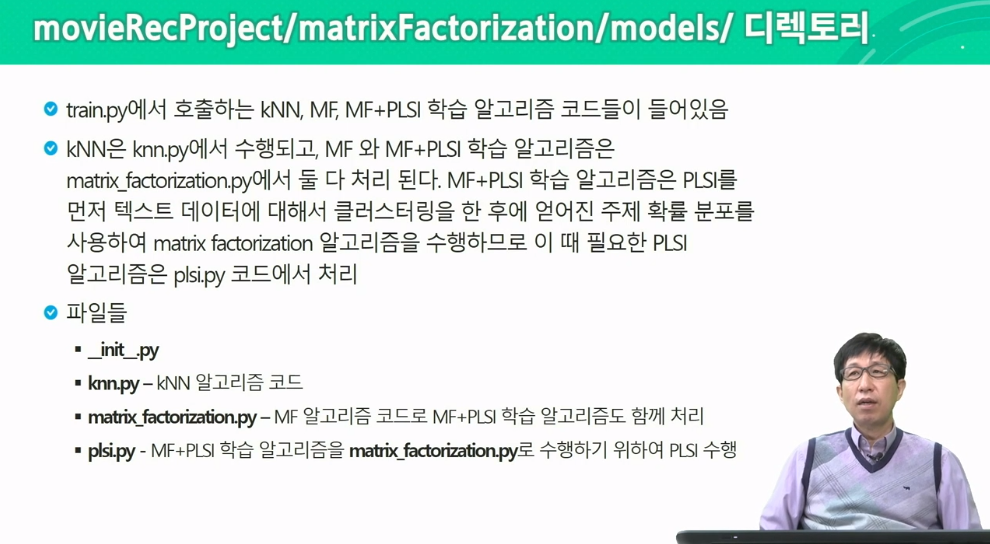 movieRecProject/matrixFactorization/models/ 디렉토리
train.py에서 호출하는 kNN, MF, MF+PLSI 학습 알고리즘 코드들이 들어있음
kNN은 knn.py에서 수행되고, MF 와 MF+PLSI 학습 알고리즘은
matrix_factorization.py에서 둘 다 처리 된다. MF+PLSI 학습 알고리즘은 PLSI를
먼저 텍스트 데이터에 대해서 클러스터링을 한 후에 얻어진 주제 확률 분포를
사용하여 matrix factorization 알고리즘을 수행하므로 이 때 필요한 PLSI
알고리즘은 plsi.py 코드에서 처리
파일들
▪ __init__.py
▪ knn.py – kNN 알고리즘 코드
▪ matrix_factorization.py – MF 알고리즘 코드로 MF+PLSI 학습 알고리즘도 함께 처리
▪ plsi.py - MF+PLSI 학습 알고리즘을 matrix_factorization.py로 수행하기 위하여 PLSI 수행